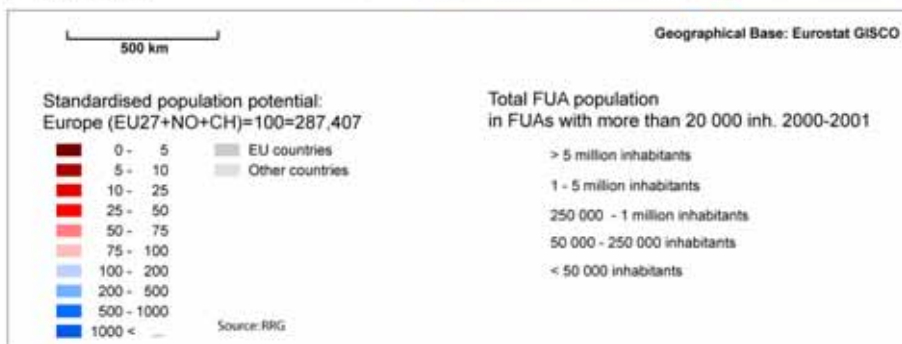 500 km
Geographical Base: Eurostat GISCO
Standardised population potential:
Europe (EU27+NO+CH)=100=287,407
0 - 5
5 - 10
10 - 25
25 - 50
50 - 75
75 - 100
100 - 200
200 - 500
500 - 1000
1000 < ...
EU countries
Other countries
Source: RRG
Total FUA population
in FUAs with more than 20 000 inh. 2000-2001
> 5 million inhabitants
1 - 5 million inhabitants
250 000 - 1 million inhabitants
50 000 - 250 000 inhabitants
< 50 000 inhabitants